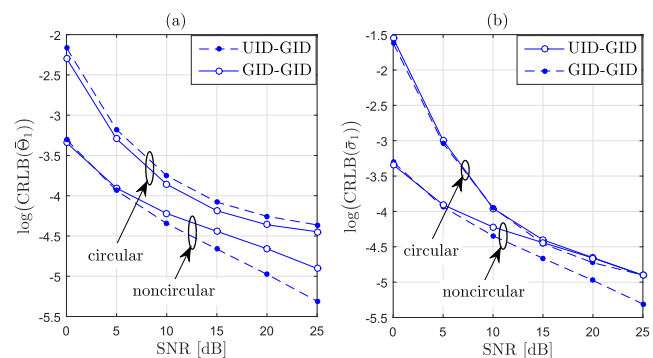 (a)
UID-GID
GID-GID
-2
-2.5
-3
-3.5
-4
-4.5
-5
-5.5
log(CRLB(Θ̄₁))
circular
noncircular
0 5 10 15 20 25
SNR [dB]
(b)
UID-GID
GID-GID
-1.5
-2
-2.5
-3
-3.5
-4
-4.5
-5
-5.5
log(CRLB(σ̄₁))
circular
noncircular
0 5 10 15 20 25
SNR [dB]